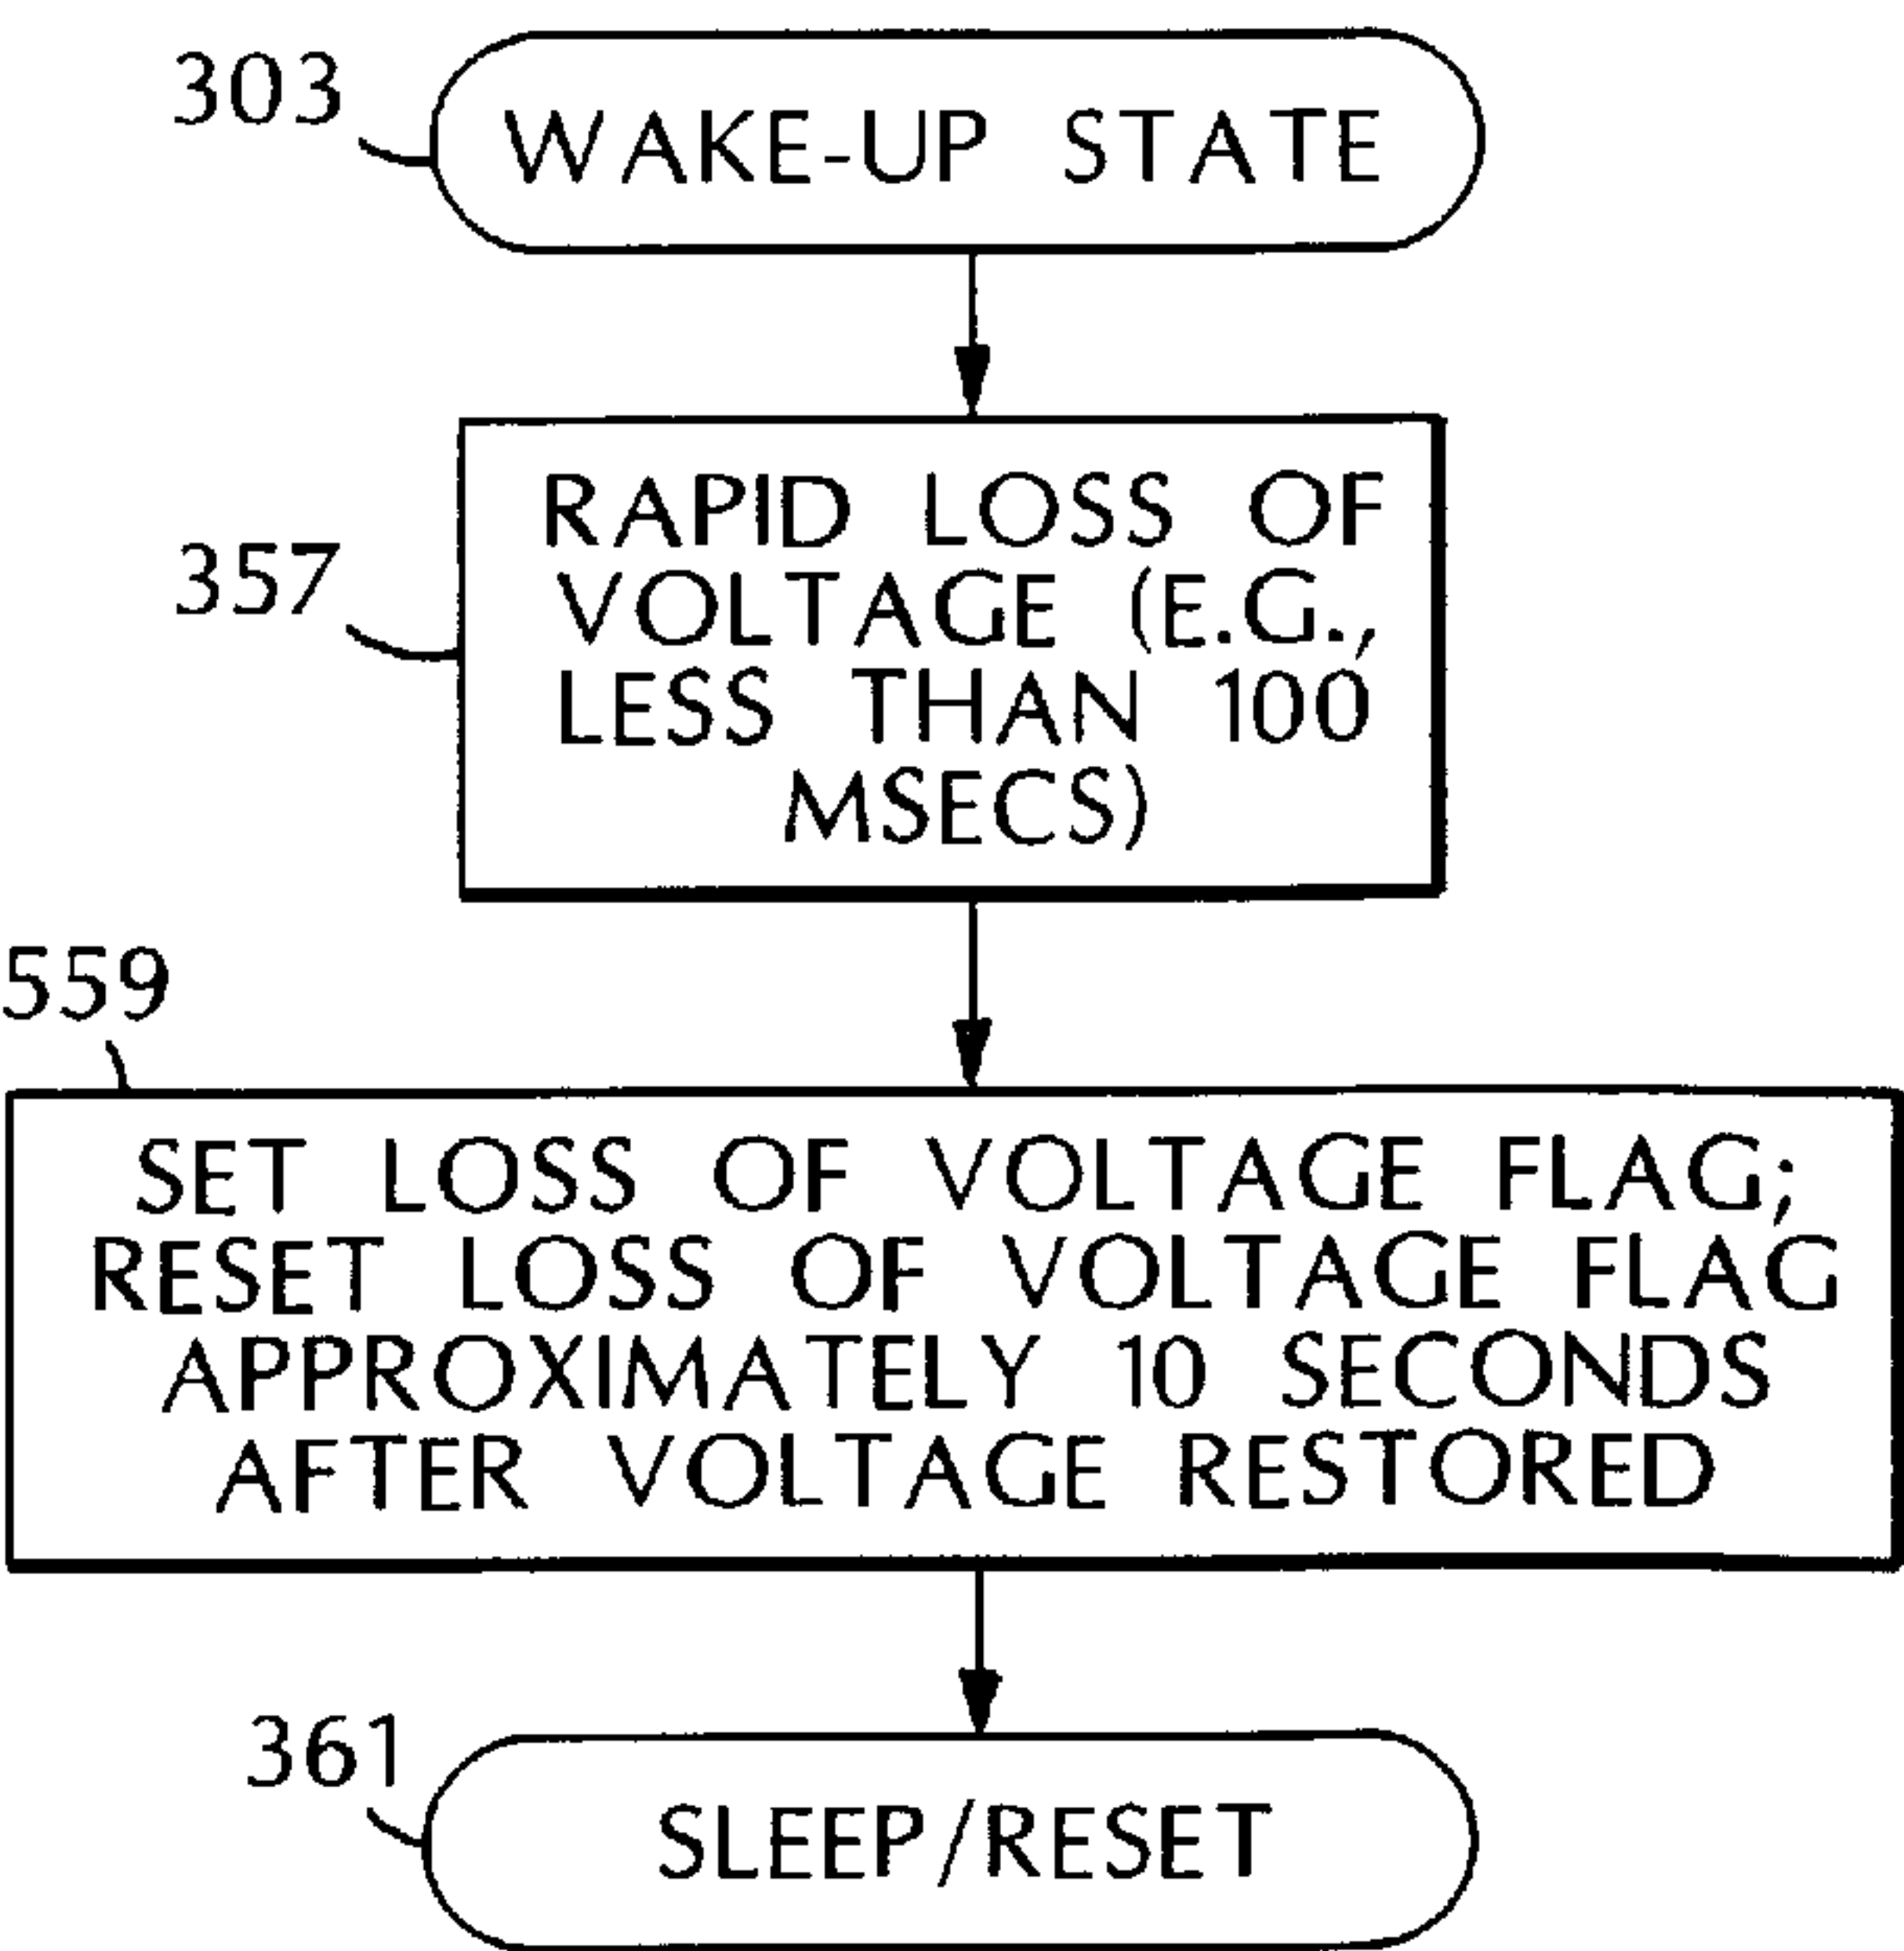 303
WAKE-UP STATE
357
RAPID LOSS OF
VOLTAGE (E.G.,
LESS THAN 100
MSECS)
559
SET LOSS OF VOLTAGE FLAG;
RESET LOSS OF VOLTAGE FLAG
APPROXIMATELY 10 SECONDS
AFTER VOLTAGE RESTORED
361
SLEEP/RESET